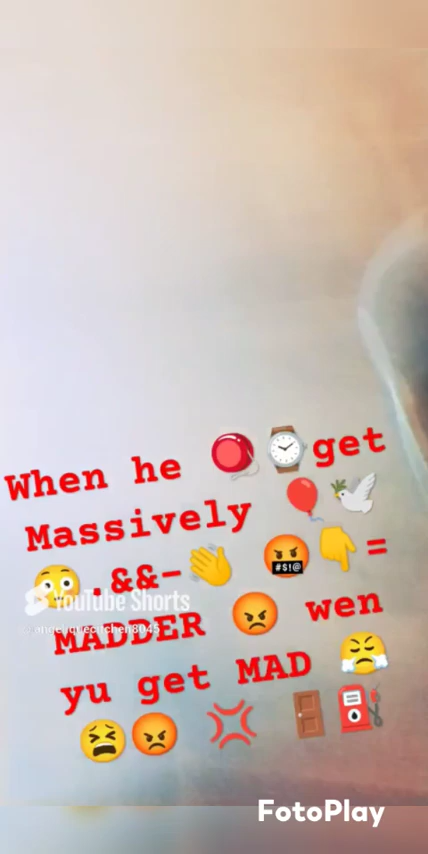 When he 🪀⌚get
Massively 🎈🕊️
😳.&&-👋 🤬👇=
YouTube Shorts
MADDER 😡 wen
yu get MAD 😤
😫😡 💢 🚪⛽
FotoPlay